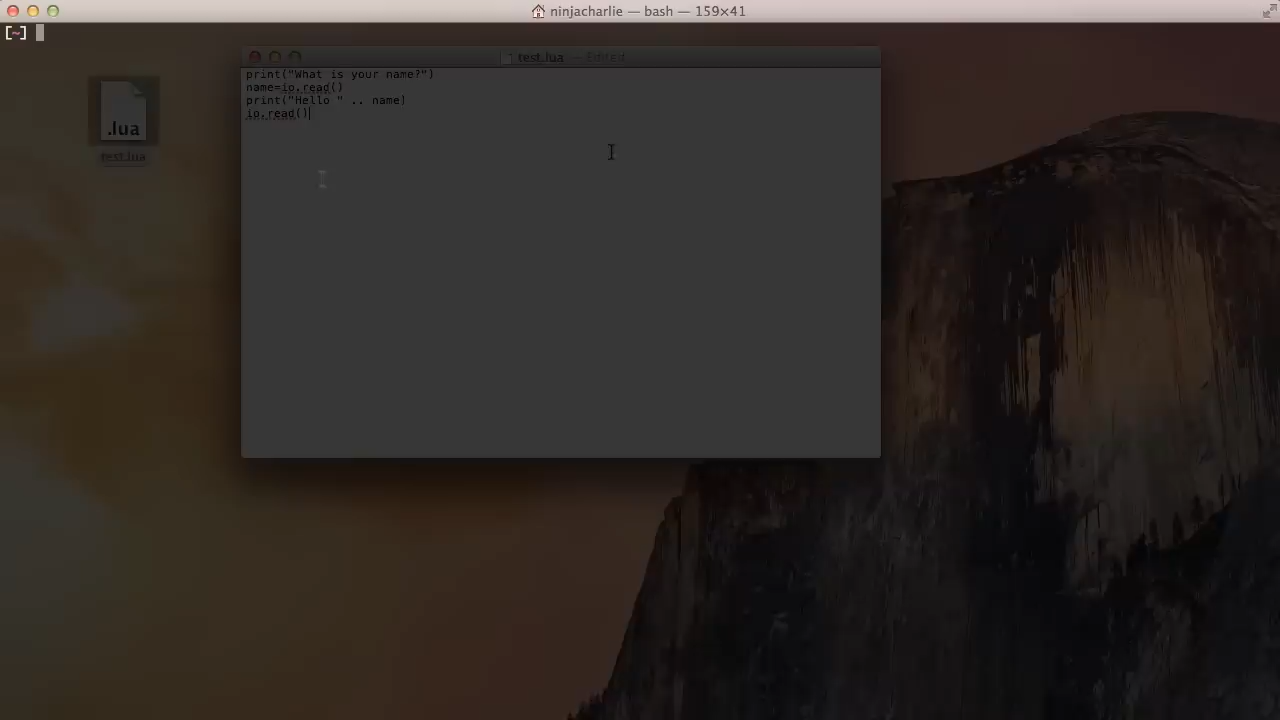 ninjacharlie — bash — 159×41
[~]
test.lua — Edited
print("What is your name?")
name=io.read()
print("Hello " .. name)
io.read()
.lua
test.lua